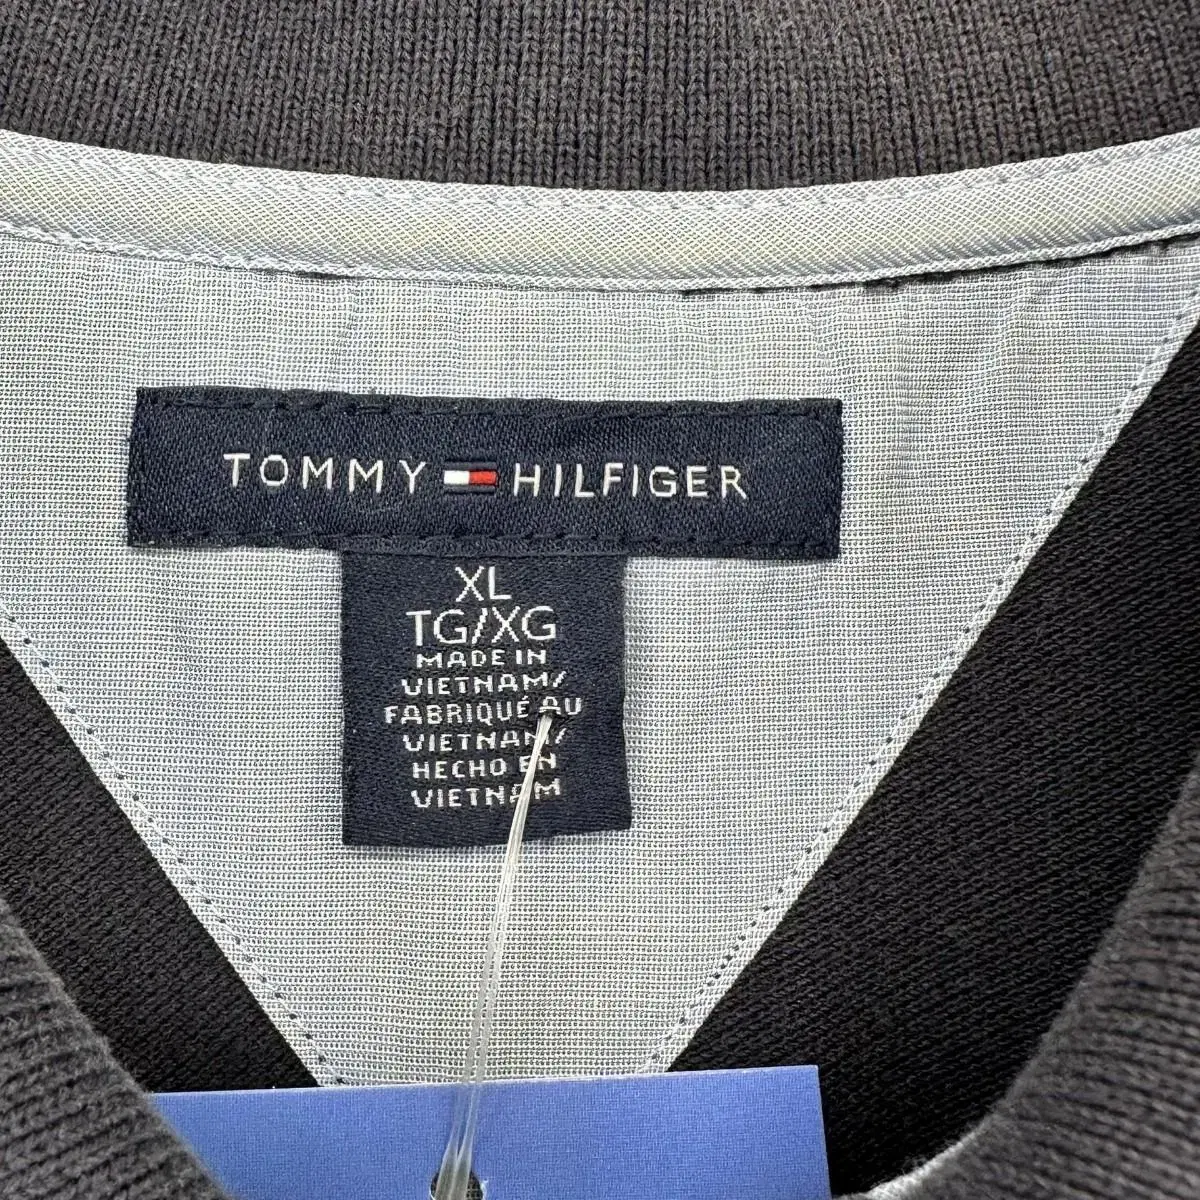 TOMMY HILFIGER
XL
TG/XG
MADE IN
VIETNAM/
FABRIQUÉ AU
VIETNAM/
HECHO EN
VIETNAM